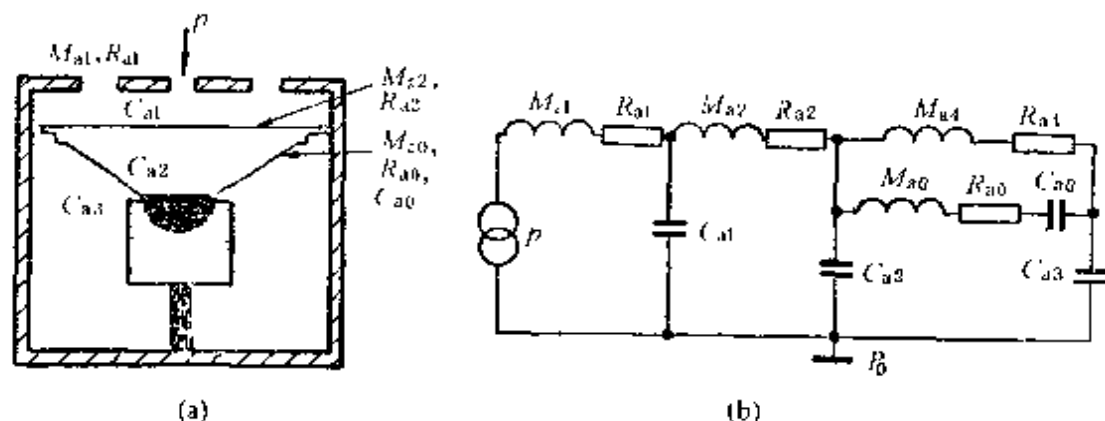 p
M_a1, R_a1
C_a1
M_a2,
R_a2
M_a0,
R_a0,
C_a0
C_a2
C_a3
(a)
M_a1 R_a1 M_a2 R_a2 M_a4 R_a4
M_a0 R_a0 C_a0
p C_a1 C_a2 C_a3
P_0
(b)